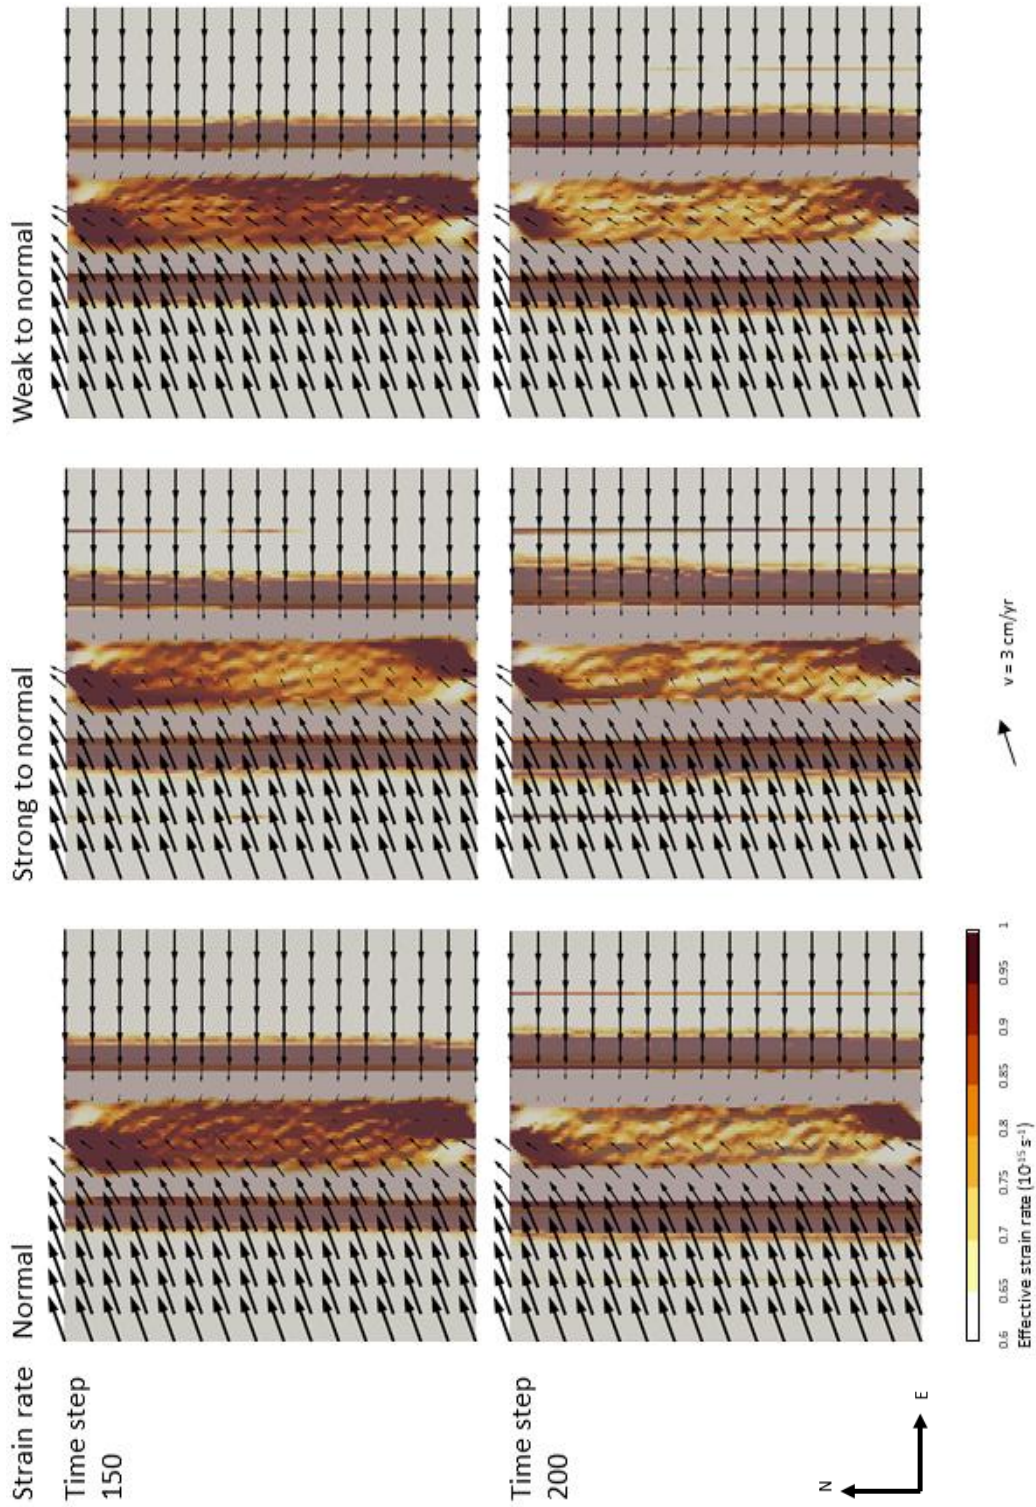 Strain rate Normal Strong to normal Weak to normal
Time step
150
Time step
200
N
E
0.6 0.65 0.7 0.75 0.8 0.85 0.9 0.95 1
Effective strain rate (10⁻¹⁵ s⁻¹)
v = 3 cm/yr